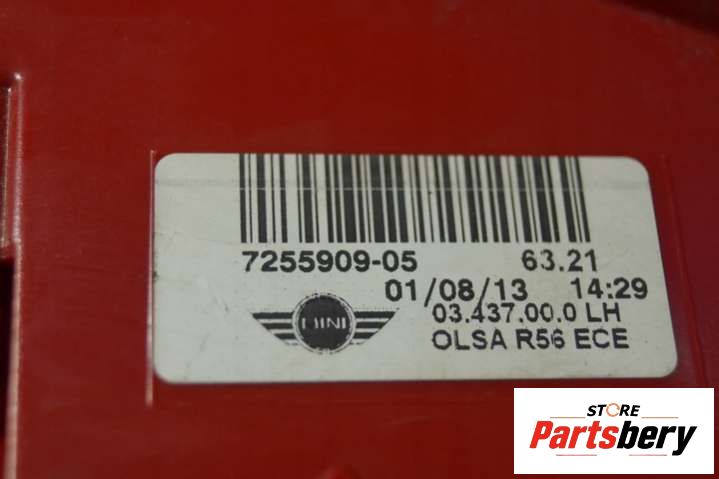 7255909-05 63.21
01/08/13 14:29
03.437.00.0 LH
MINI
OLSA R56 ECE
STORE
Partsbery